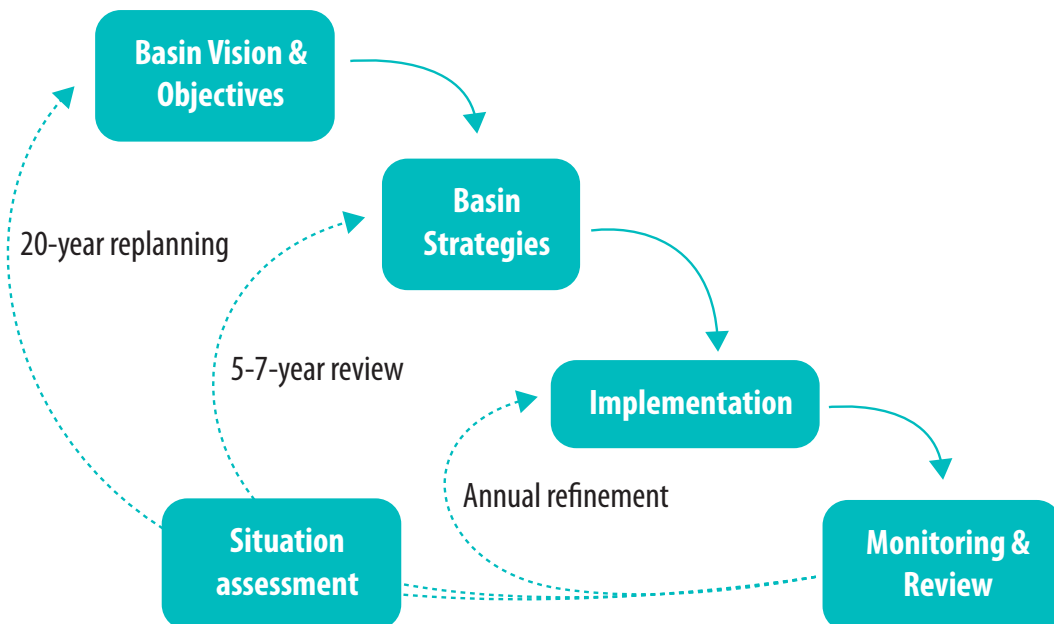 Basin Vision &
Objectives
Basin
Strategies
20-year replanning
5-7-year review
Implementation
Annual refinement
Situation
assessment
Monitoring &
Review